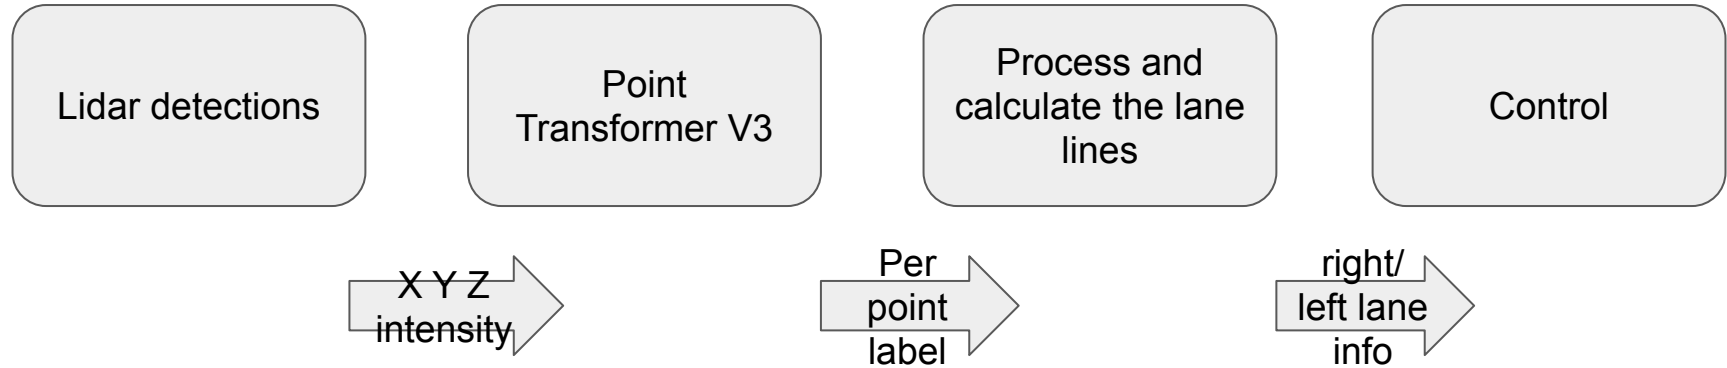 Lidar detections
Point
Transformer V3
Process and
calculate the lane
lines
Control
X Y Z
intensity
Per
point
label
right/
left lane
info